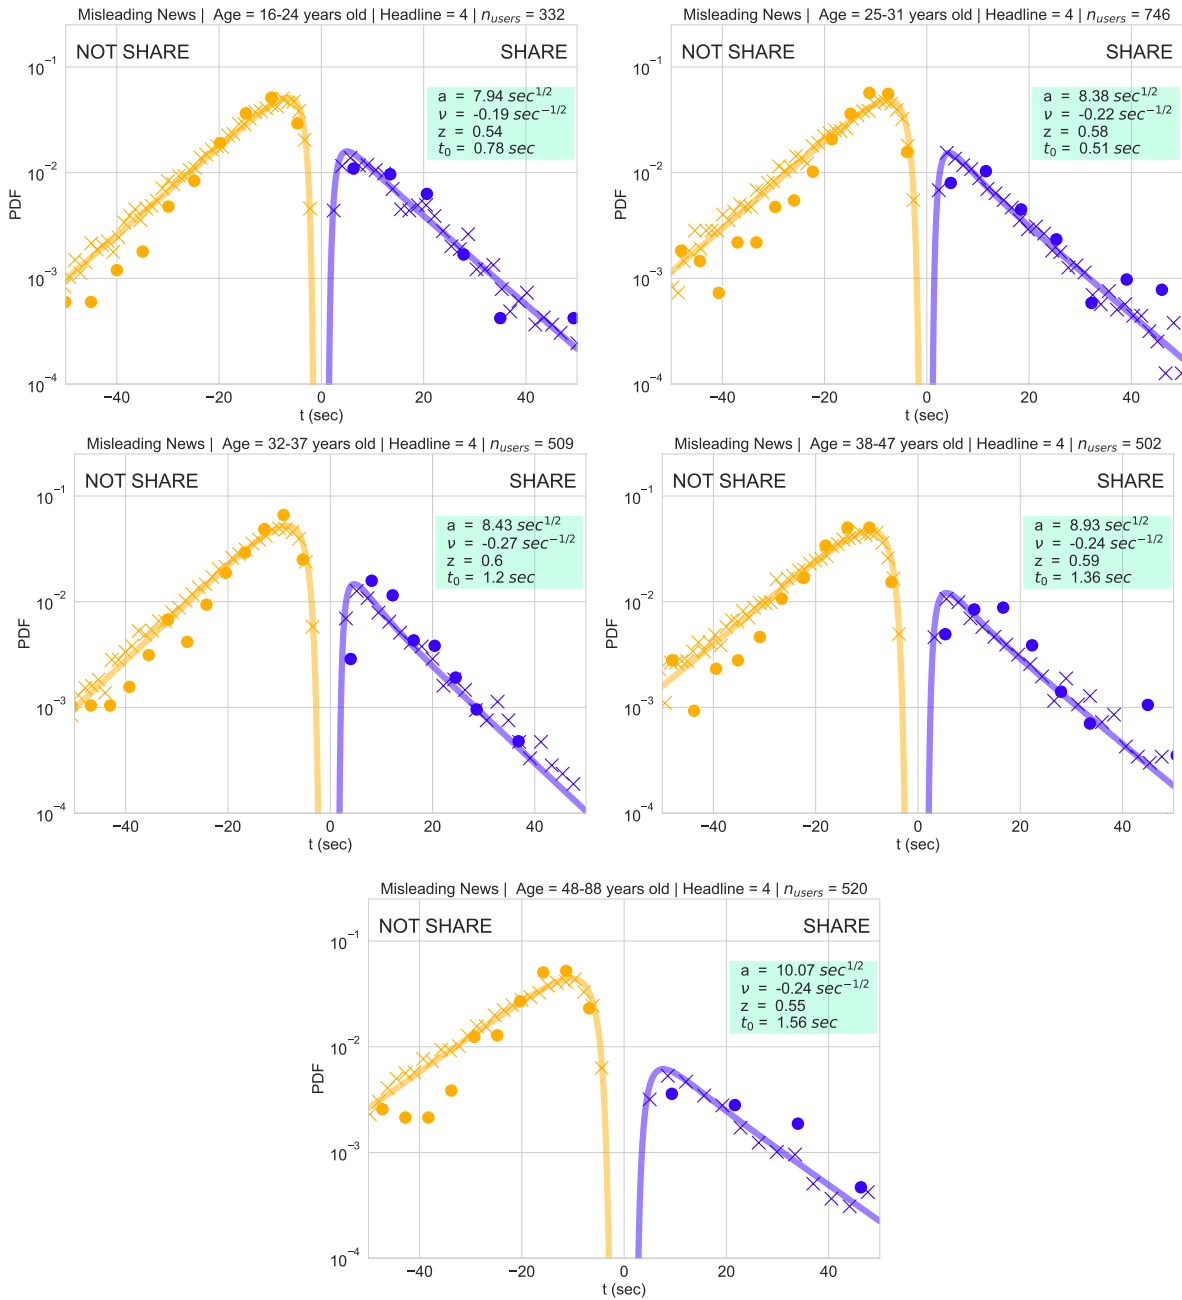 Misleading News | Age = 16-24 years old | Headline = 4 | n_users = 332
NOT SHARE SHARE
a = 7.94 sec^1/2
ν = -0.19 sec^−1/2
z = 0.54
t_0 = 0.78 sec
PDF
10^−1
10^−2
10^−3
10^−4
−40 −20 0 20 40
t (sec)
Misleading News | Age = 25-31 years old | Headline = 4 | n_users = 746
NOT SHARE SHARE
a = 8.38 sec^1/2
ν = -0.22 sec^−1/2
z = 0.58
t_0 = 0.51 sec
PDF
10^−1
10^−2
10^−3
10^−4
−40 −20 0 20 40
t (sec)
Misleading News | Age = 32-37 years old | Headline = 4 | n_users = 509
NOT SHARE SHARE
a = 8.43 sec^1/2
ν = -0.27 sec^−1/2
z = 0.6
t_0 = 1.2 sec
PDF
10^−1
10^−2
10^−3
10^−4
−40 −20 0 20 40
t (sec)
Misleading News | Age = 38-47 years old | Headline = 4 | n_users = 502
NOT SHARE SHARE
a = 8.93 sec^1/2
ν = -0.24 sec^−1/2
z = 0.59
t_0 = 1.36 sec
PDF
10^−1
10^−2
10^−3
10^−4
−40 −20 0 20 40
t (sec)
Misleading News | Age = 48-88 years old | Headline = 4 | n_users = 520
NOT SHARE SHARE
a = 10.07 sec^1/2
ν = -0.24 sec^−1/2
z = 0.55
t_0 = 1.56 sec
PDF
10^−1
10^−2
10^−3
10^−4
−40 −20 0 20 40
t (sec)